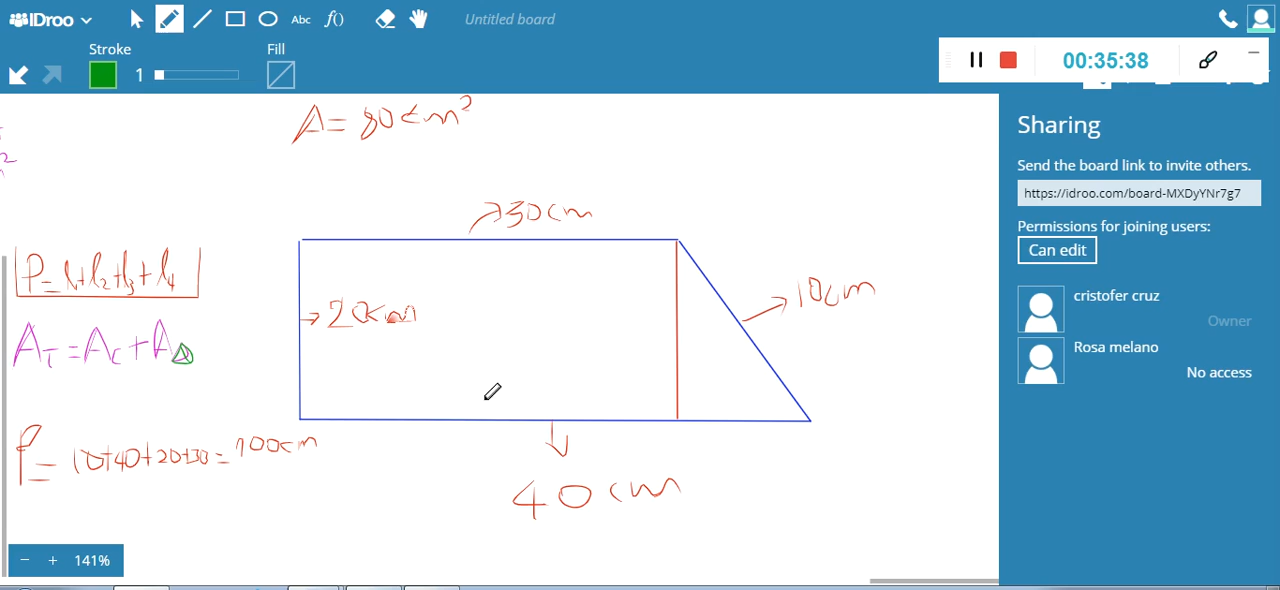 IDroo
Abc
f()
Untitled board
Stroke
1
Fill
00:35:38
A = 80 cm²
30 cm
P = l+l2+l3+l4
20 cm
10 cm
AT = AC + A
P = 10+40+20+30 = 100 cm
40 cm
141%
Sharing
Send the board link to invite others.
https://idroo.com/board-MXDyYNr7g7
Permissions for joining users:
Can edit
cristofer cruz
Owner
Rosa melano
No access